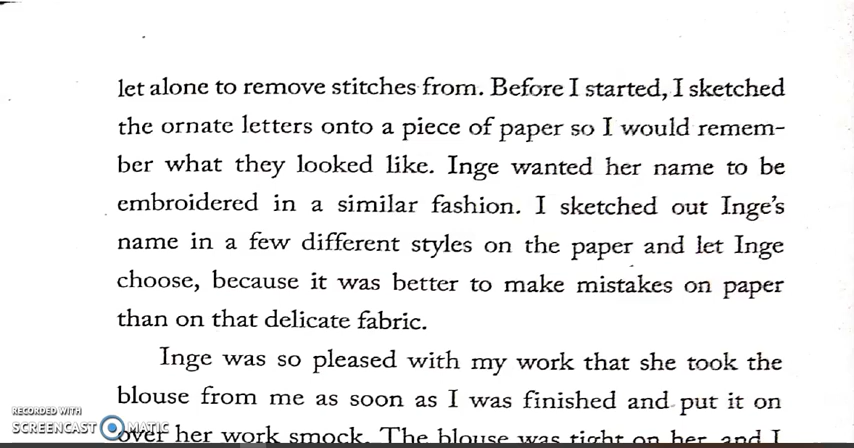 let alone to remove stitches from. Before I started, I sketched
the ornate letters onto a piece of paper so I would remem-
ber what they looked like. Inge wanted her name to be
embroidered in a similar fashion. I sketched out Inge's
name in a few different styles on the paper and let Inge
choose, because it was better to make mistakes on paper
than on that delicate fabric.
Inge was so pleased with my work that she took the
blouse from me as soon as I was finished and put it on
over her work smock. The blouse was tight on her, and I
RECORDED WITH
SCREENCAST MATIC